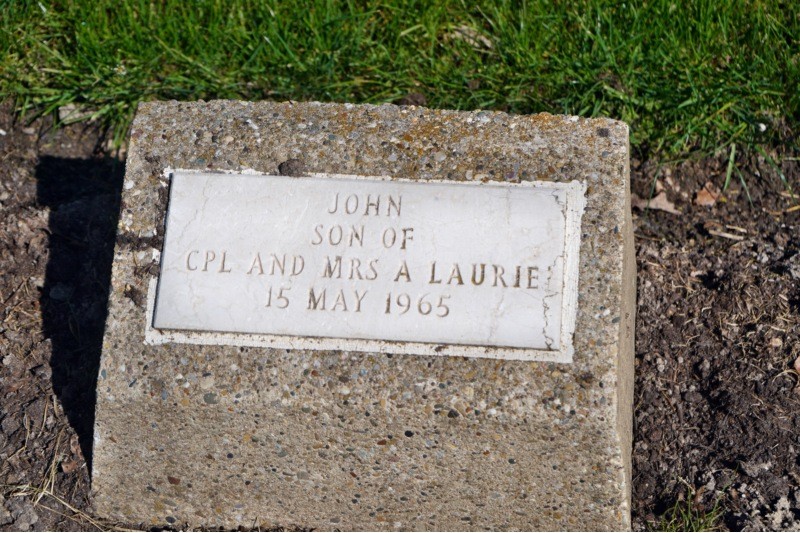 JOHN
SON OF
CPL AND MRS A LAURIE
15 MAY 1965